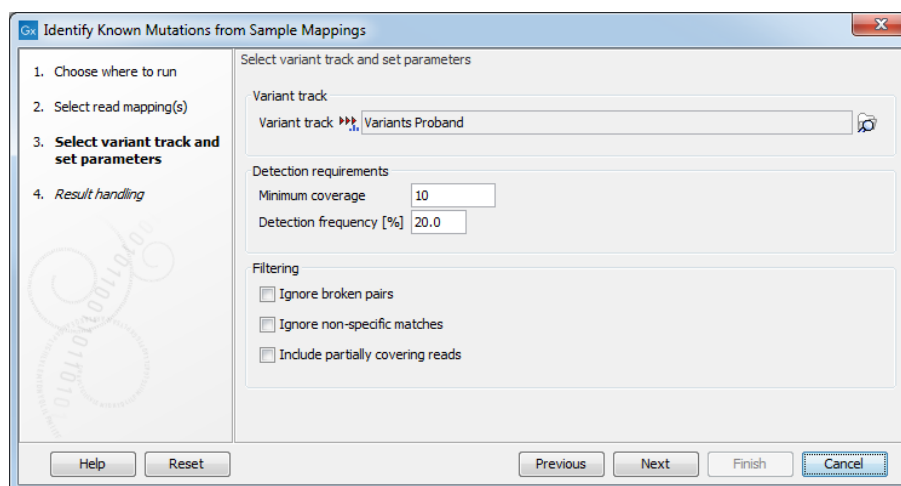 Gx Identify Known Mutations from Sample Mappings
1. Choose where to run
2. Select read mapping(s)
3. Select variant track and
set parameters
4. Result handling
Select variant track and set parameters
Variant track
Variant track Variants Proband
Detection requirements
Minimum coverage 10
Detection frequency [%] 20.0
Filtering
Ignore broken pairs
Ignore non-specific matches
Include partially covering reads
Help Reset Previous Next Finish Cancel